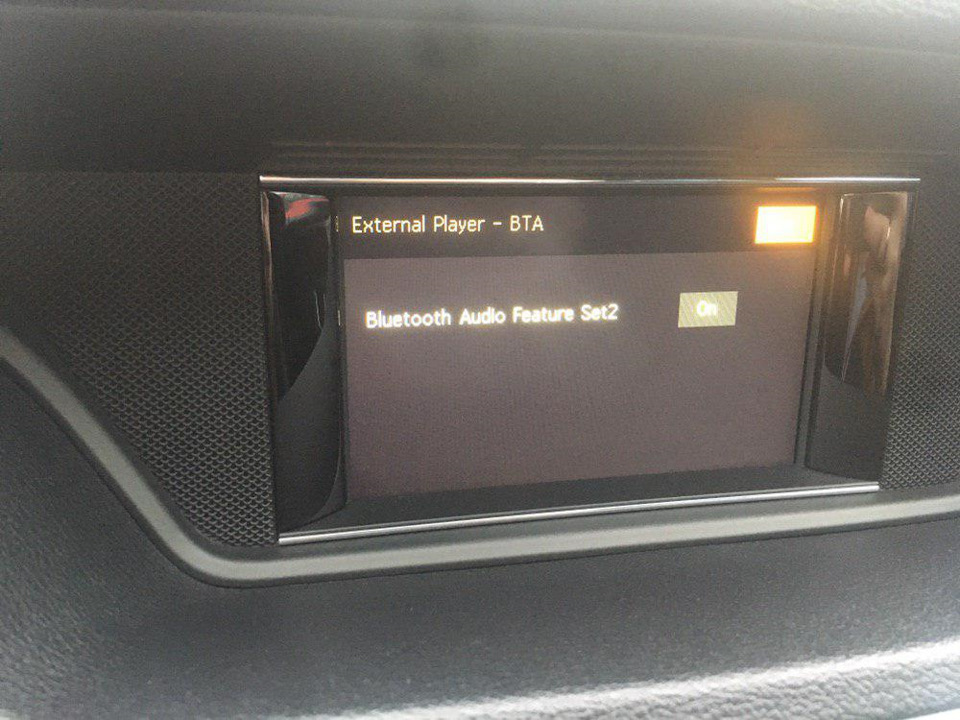 External Player - BTA
Bluetooth Audio Feature Set2
On